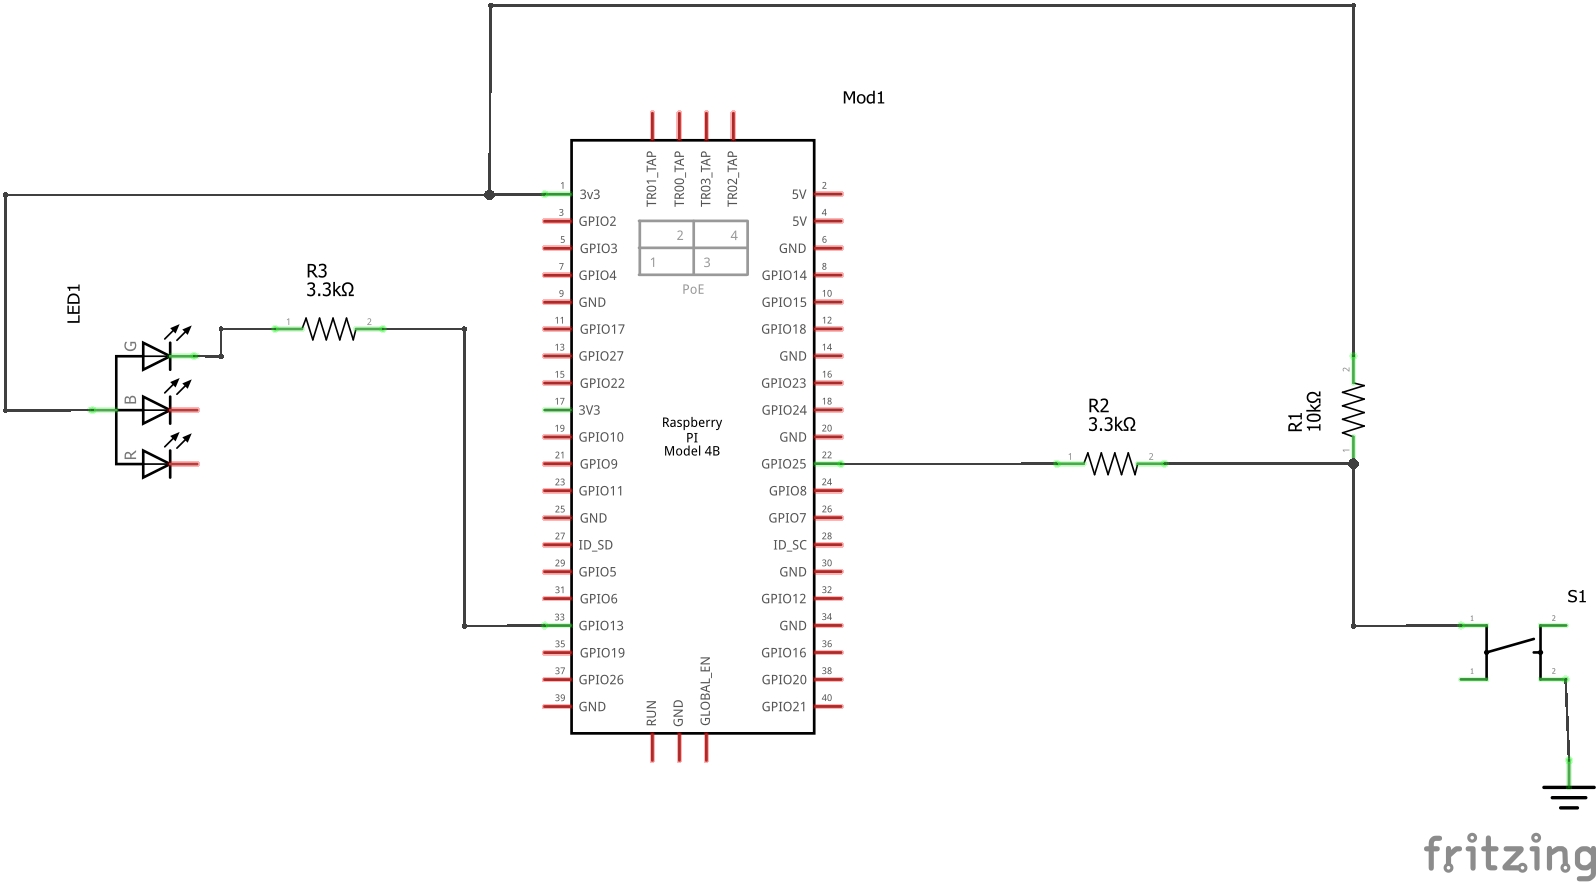 Mod1
TR01_TAP
TR00_TAP
TR03_TAP
TR02_TAP
1
3v3
5V
2
3
GPIO2
5V
4
5
GPIO3
GND
6
7
GPIO4
GPIO14
8
9
GND
GPIO15
10
11
GPIO17
GPIO18
12
13
GPIO27
GND
14
15
GPIO22
GPIO23
16
17
3V3
GPIO24
18
19
GPIO10
GND
20
21
GPIO9
GPIO25
22
23
GPIO11
GPIO8
24
25
GND
GPIO7
26
27
ID_SD
ID_SC
28
29
GPIO5
GND
30
31
GPIO6
GPIO12
32
33
GPIO13
GND
34
35
GPIO19
GPIO16
36
37
GPIO26
GPIO20
38
39
GND
GPIO21
40
2
4
1
3
PoE
Raspberry
PI
Model 4B
RUN
GND
GLOBAL_EN
LED1
G
B
R
R3
3.3kΩ
1
2
R2
3.3kΩ
1
2
R1
10kΩ
2
1
S1
1
2
1
2
fritzing